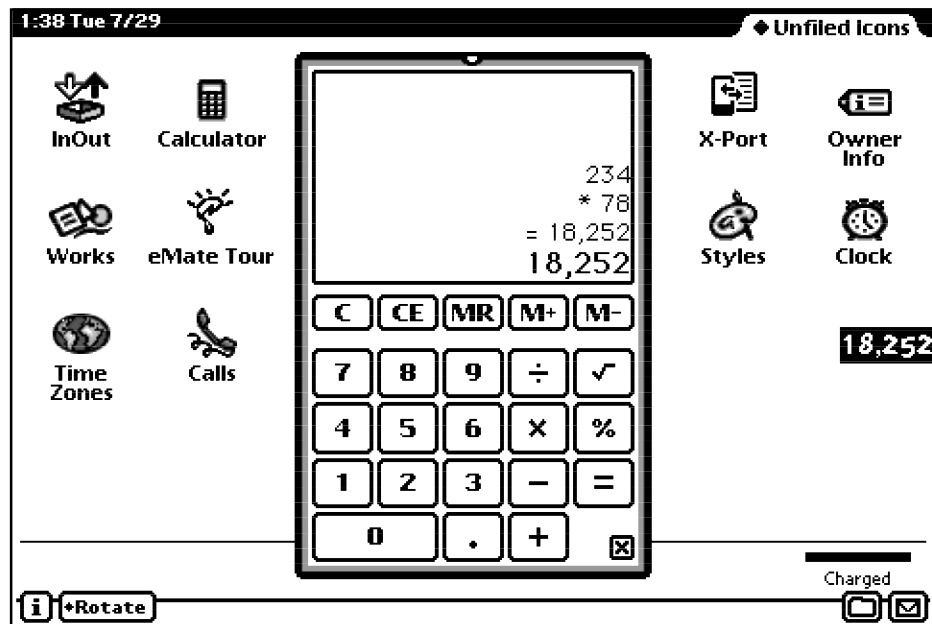 1:38 Tue 7/29
◆ Unfiled Icons
InOut
Calculator
X-Port
Owner
Info
Works
eMate Tour
Styles
Clock
Time
Zones
Calls
234
* 78
= 18,252
18,252
C CE MR M+ M-
7 8 9 ÷ √
4 5 6 × %
1 2 3 − =
0 . +
18,252
Charged
i ◆Rotate